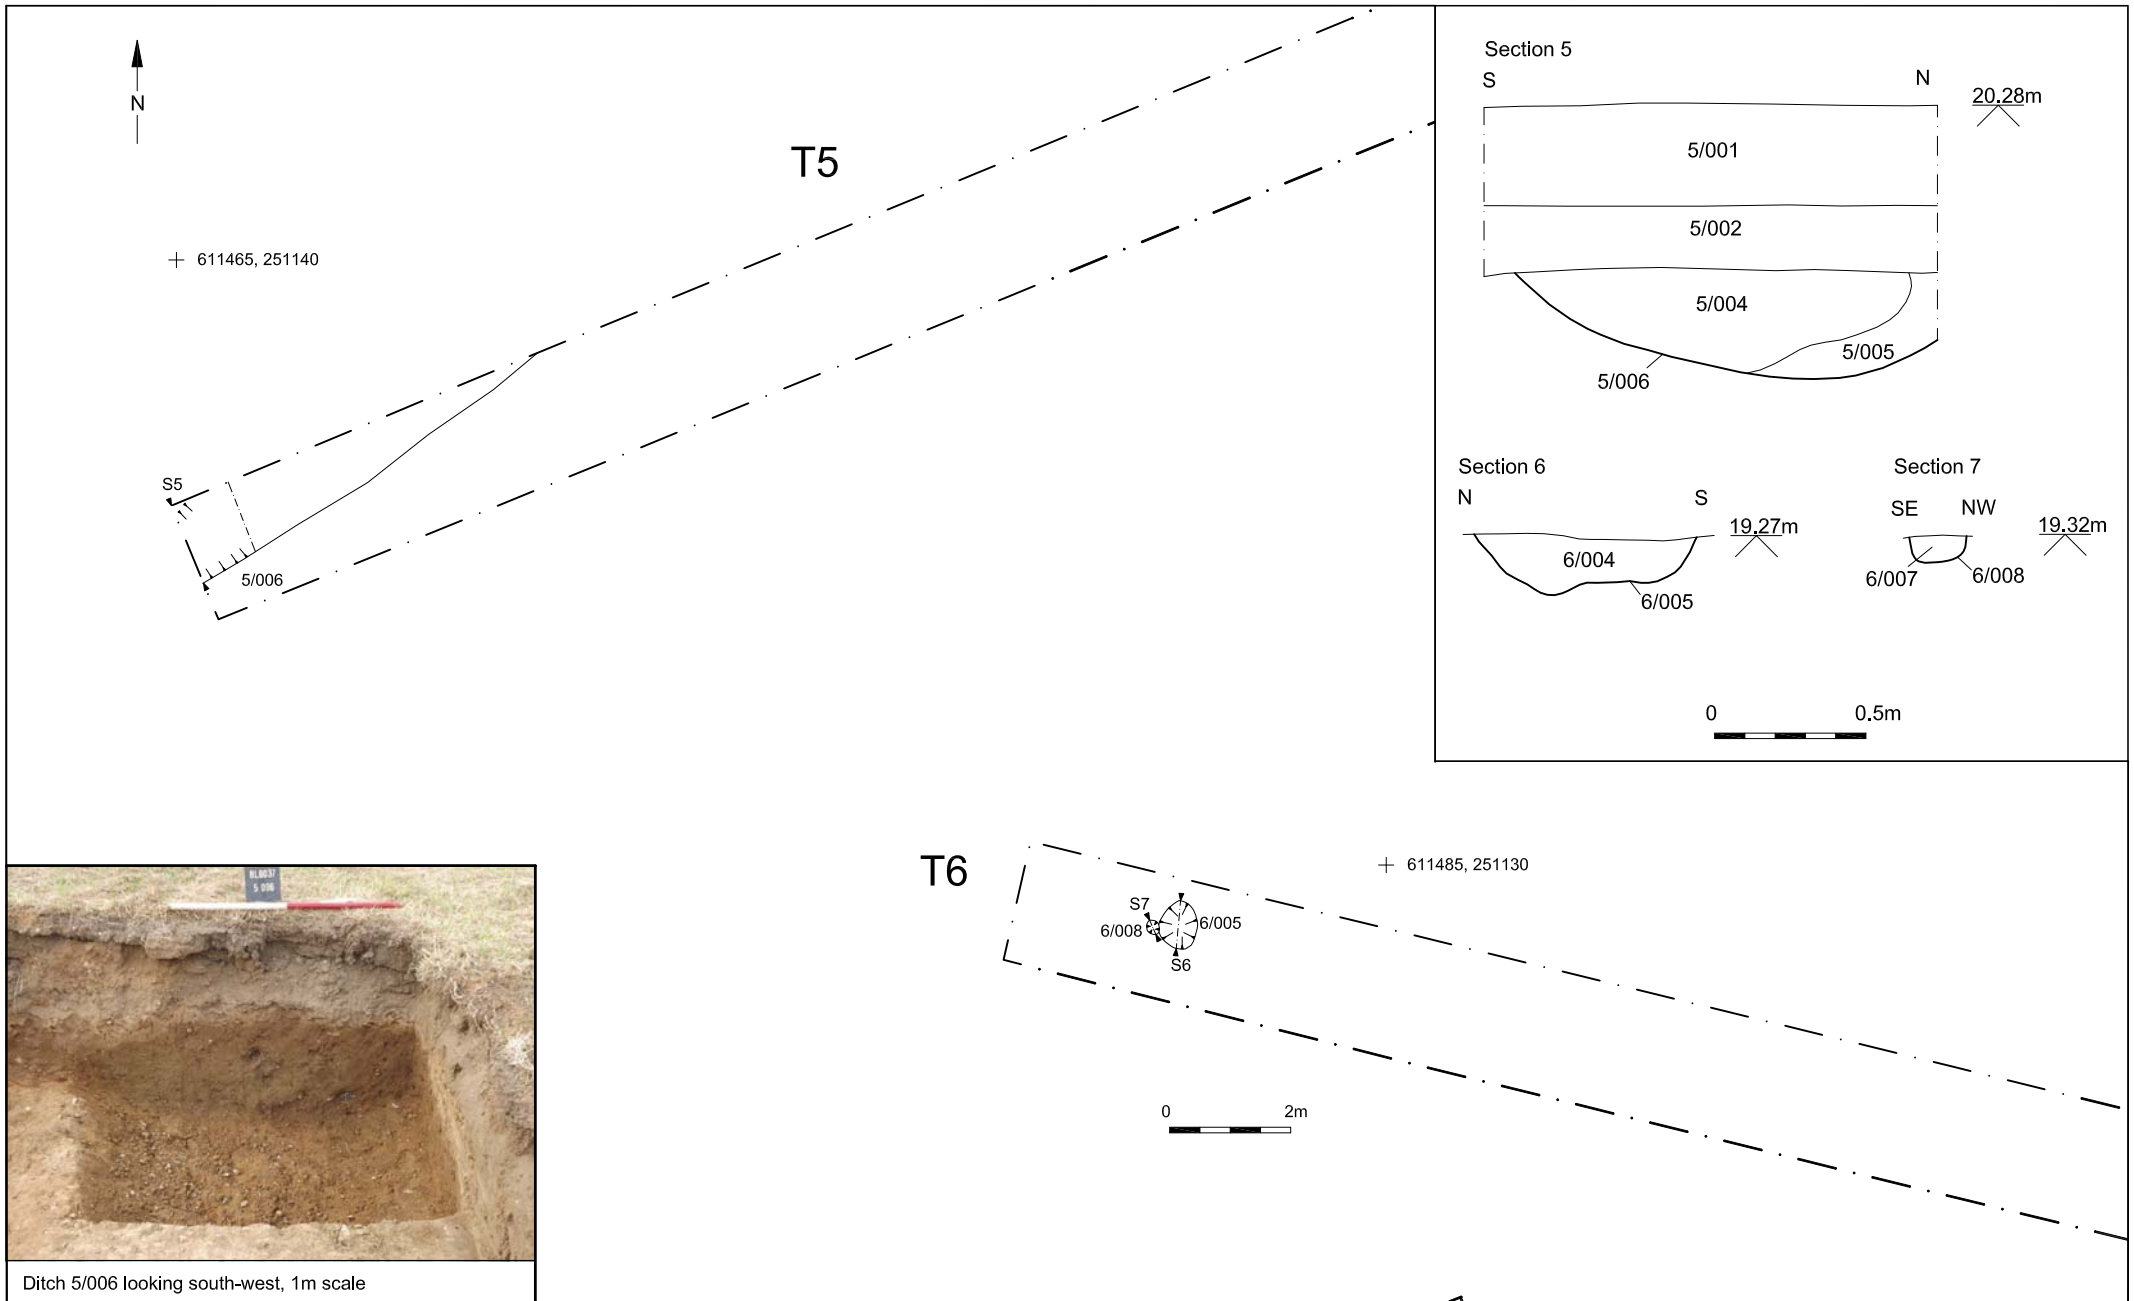 N
T5
611465, 251140
S5
5/006
Section 5
S
N
20.28m
5/001
5/002
5/004
5/005
5/006
Section 6
N
S
19.27m
6/004
6/005
Section 7
SE
NW
19.32m
6/007
6/008
0
0.5m
T6
611485, 251130
S7
6/008
6/005
S6
0
2m
5 006
Ditch 5/006 looking south-west, 1m scale